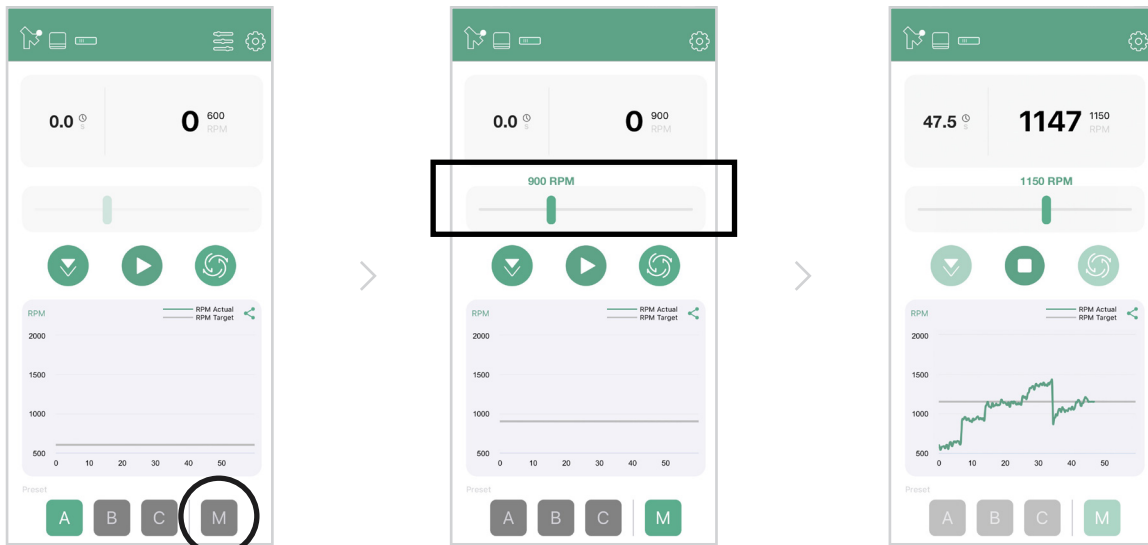 0.0 s 0 600 RPM
RPM
RPM Actual
RPM Target
2000
1500
1000
500
0 10 20 30 40 50
Preset
A B C M
0.0 s 0 900 RPM
900 RPM
RPM
RPM Actual
RPM Target
2000
1500
1000
500
0 10 20 30 40 50
Preset
A B C M
47.5 s 1147 1150 RPM
1150 RPM
RPM
RPM Actual
RPM Target
2000
1500
1000
500
0 10 20 30 40 50
Preset
A B C M